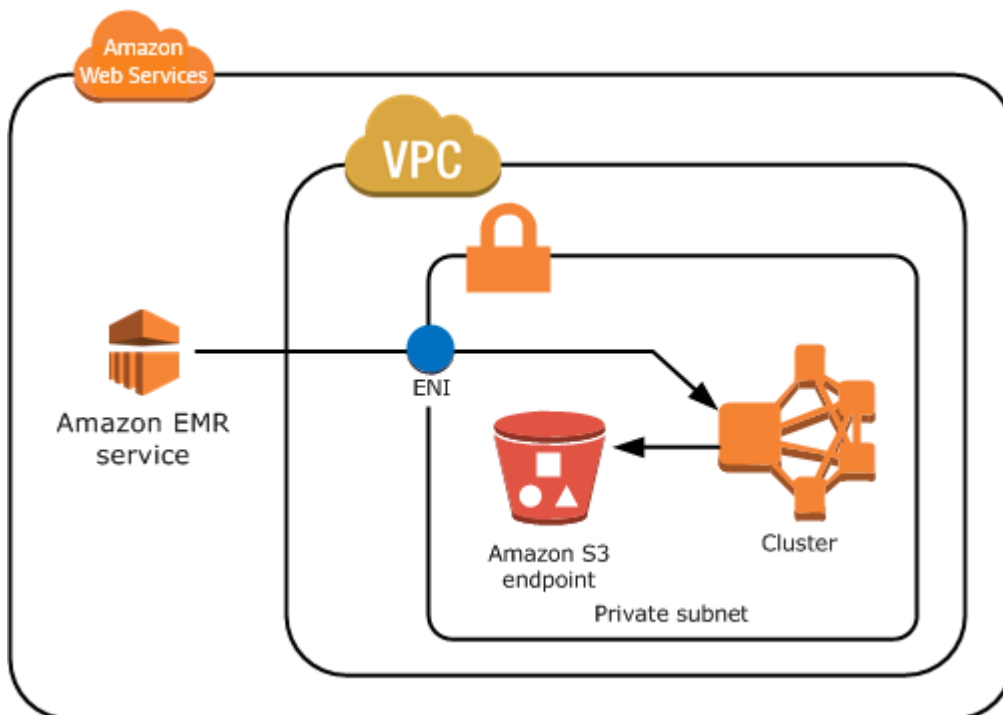 Amazon
Web Services
VPC
ENI
Amazon EMR
service
Amazon S3
endpoint
Cluster
Private subnet